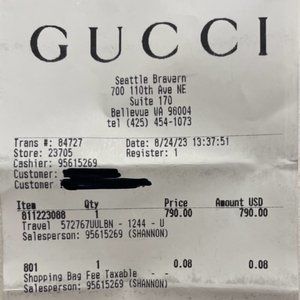 GUCCI
Seattle Bravern
700 110th Ave NE
Suite 170
Bellevue WA 98004
tel (425) 454-1073
Trans #: 84727 Date: 8/24/23 13:37:51
Store: 23705 Register: 1
Cashier: 95615269
Customer:
Customer
Item Qty Price Amount USD
811223088 1 790.00 790.00
Travel 572767UULBN - 1244 - U
Salesperson: 95615269 (SHANNON)
801 1 0.08 0.08
Shopping Bag Fee Taxable
Salesperson: 95615269 (SHANNON)